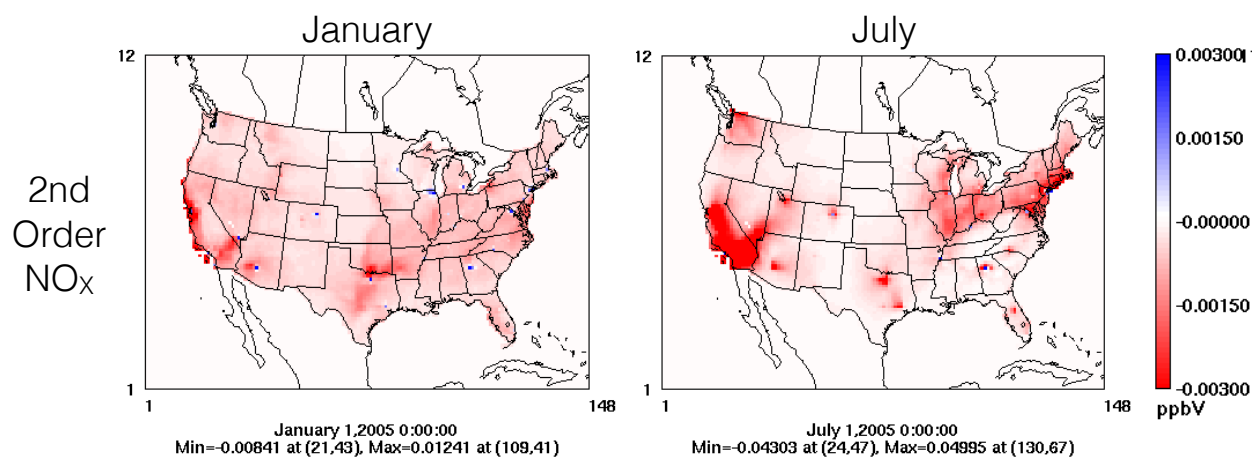 January
July
2nd
Order
NOX
12
1
1
148
January 1,2005 0:00:00
Min=-0.00841 at (21,43), Max=0.01241 at (109,41)
12
1
1
148
July 1,2005 0:00:00
Min=-0.04303 at (24,47), Max=0.04995 at (130,67)
0.00300
0.00150
-0.00000
-0.00150
-0.00300
ppbV